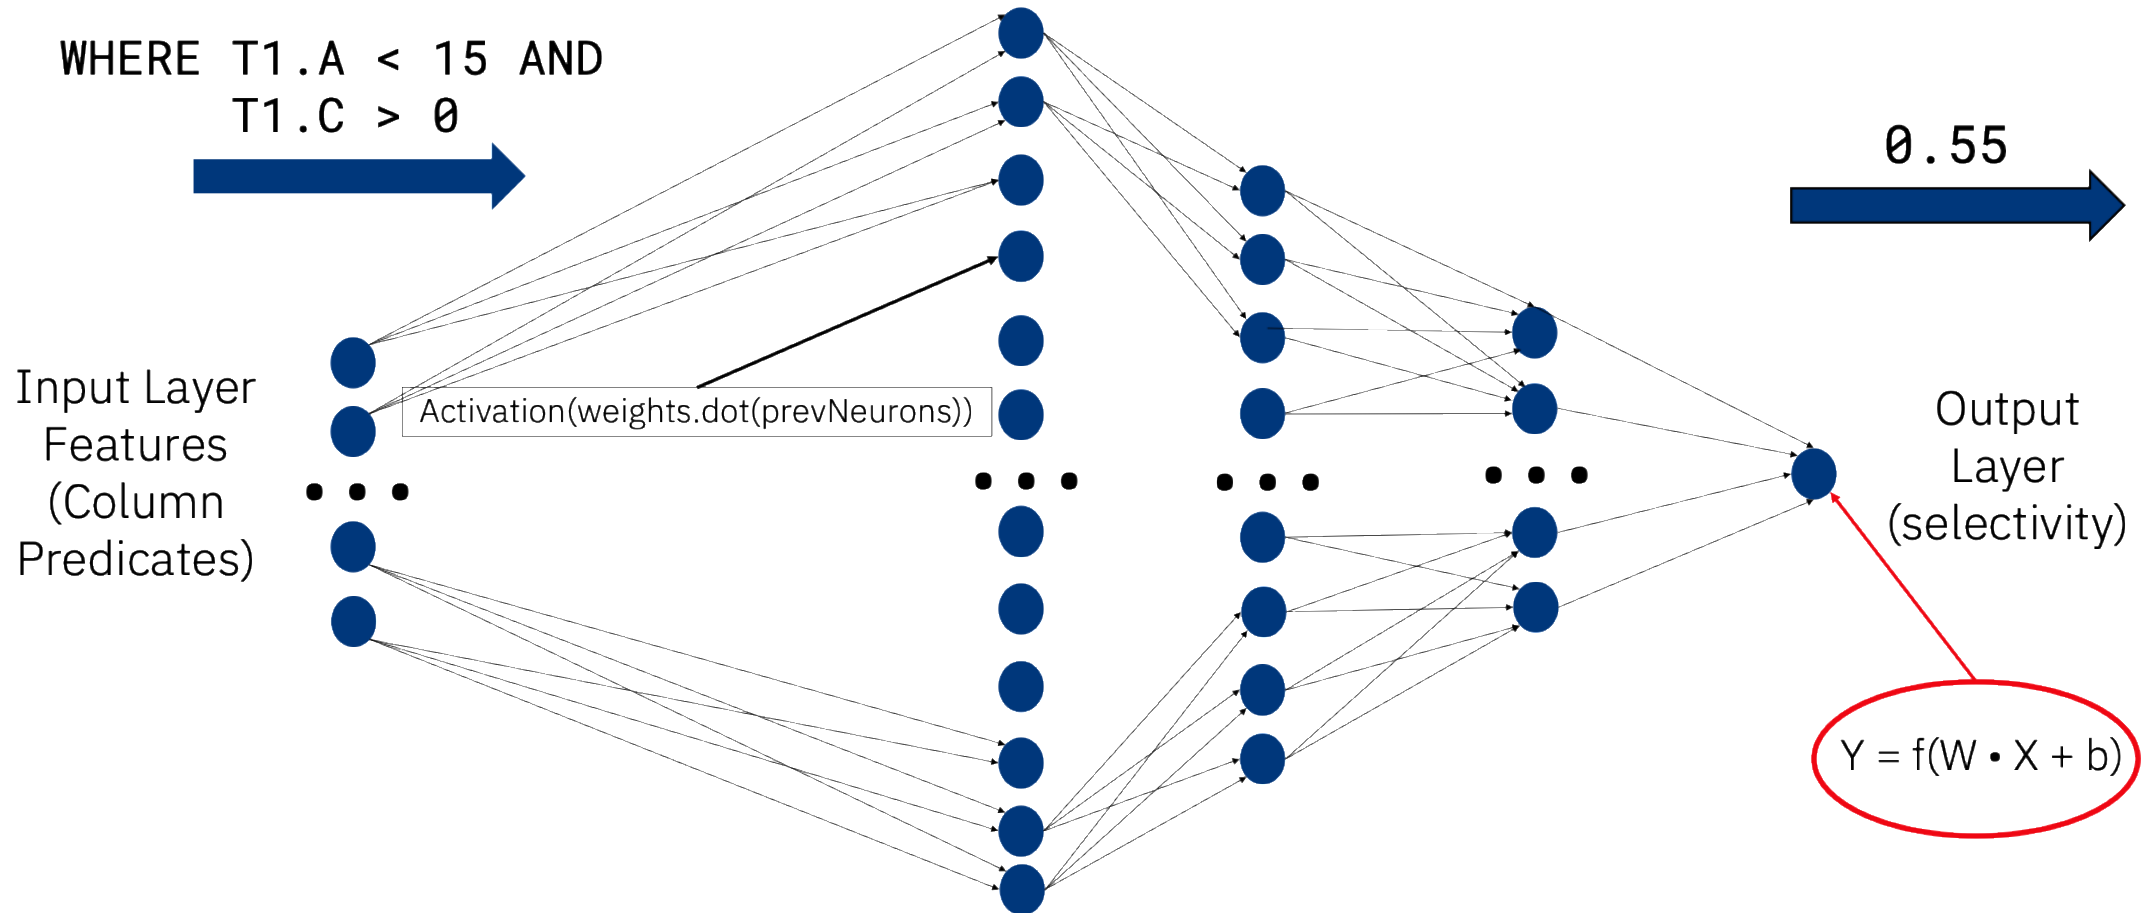 WHERE T1.A < 15 AND
T1.C > 0
0.55
Input Layer
Features
(Column
Predicates)
Activation(weights.dot(prevNeurons))
Output
Layer
(selectivity)
Y = f(W • X + b)